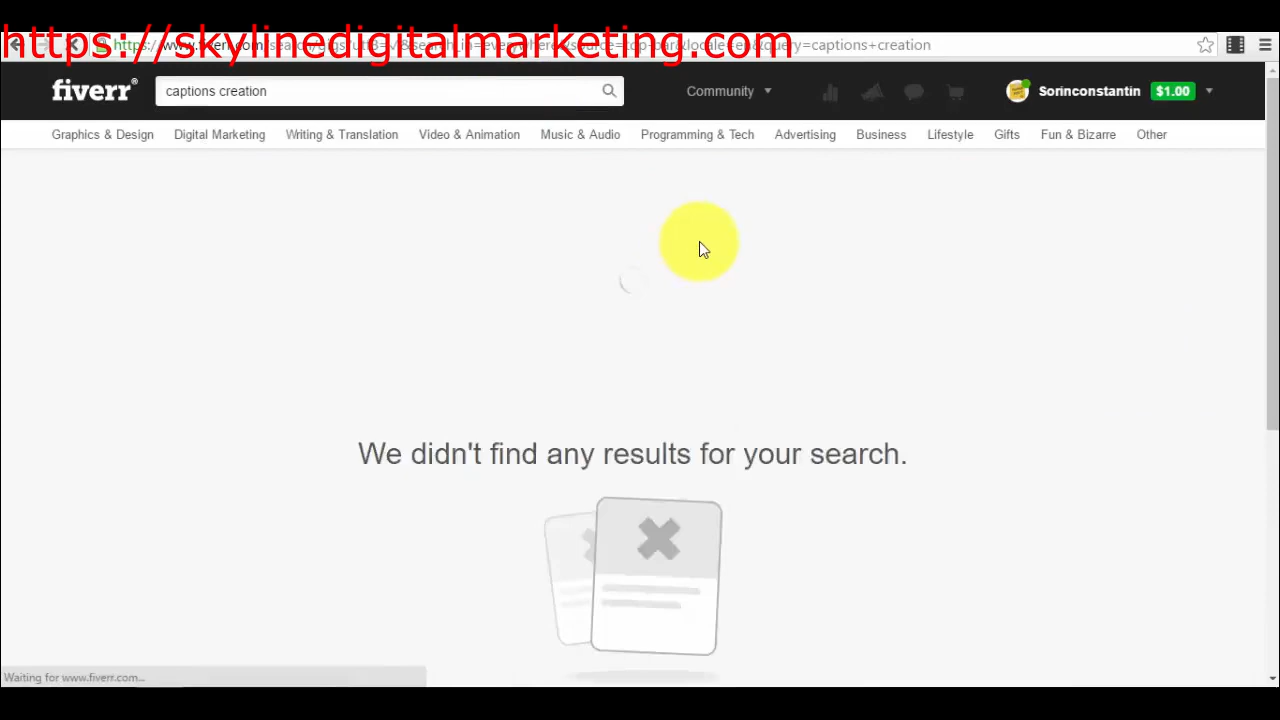 https://skylinedigitalmarketing.com
captions+creation
fiverr®
captions creation
Community
Sorinconstantin
$1.00
Graphics & Design
Digital Marketing
Writing & Translation
Video & Animation
Music & Audio
Programming & Tech
Advertising
Business
Lifestyle
Gifts
Fun & Bizarre
Other
We didn't find any results for your search.
Waiting for www.fiverr.com...